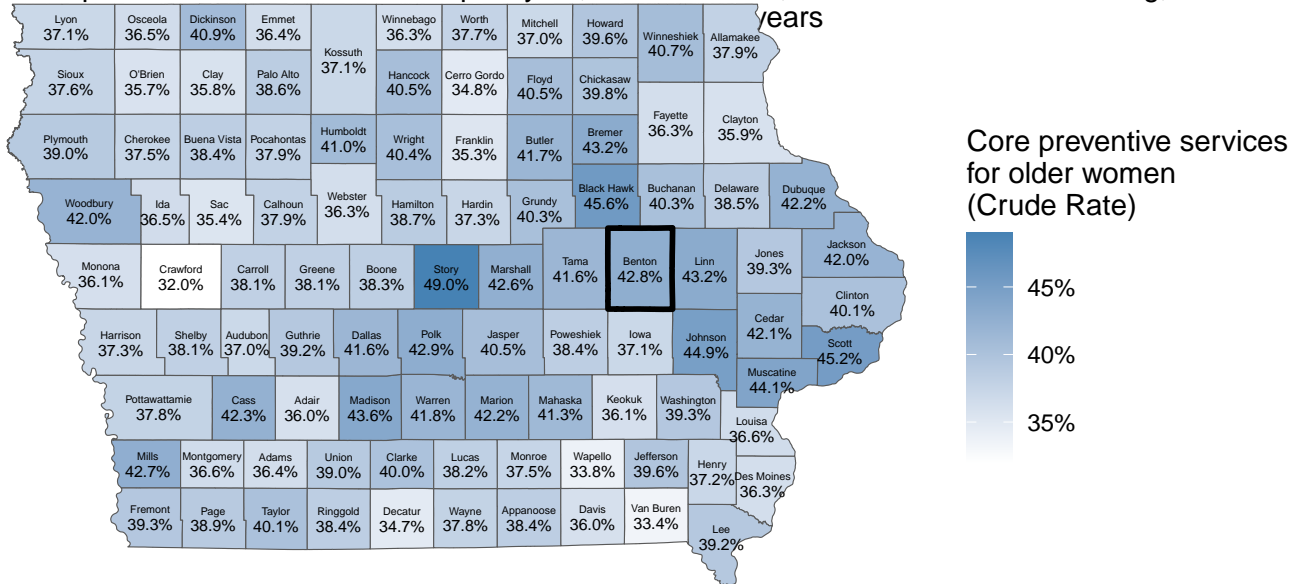 years
Lyon
37.1%
Osceola
36.5%
Dickinson
40.9%
Emmet
36.4%
Kossuth
37.1%
Winnebago
36.3%
Worth
37.7%
Mitchell
37.0%
Howard
39.6%
Winneshiek
40.7%
Allamakee
37.9%
Sioux
37.6%
O'Brien
35.7%
Clay
35.8%
Palo Alto
38.6%
Hancock
40.5%
Cerro Gordo
34.8%
Floyd
40.5%
Chickasaw
39.8%
Fayette
36.3%
Clayton
35.9%
Plymouth
39.0%
Cherokee
37.5%
Buena Vista
38.4%
Pocahontas
37.9%
Humboldt
41.0%
Wright
40.4%
Franklin
35.3%
Butler
41.7%
Bremer
43.2%
Woodbury
42.0%
Ida
36.5%
Sac
35.4%
Calhoun
37.9%
Webster
36.3%
Hamilton
38.7%
Hardin
37.3%
Grundy
40.3%
Black Hawk
45.6%
Buchanan
40.3%
Delaware
38.5%
Dubuque
42.2%
Monona
36.1%
Crawford
32.0%
Carroll
38.1%
Greene
38.1%
Boone
38.3%
Story
49.0%
Marshall
42.6%
Tama
41.6%
Benton
42.8%
Linn
43.2%
Jones
39.3%
Jackson
42.0%
Clinton
40.1%
Harrison
37.3%
Shelby
38.1%
Audubon
37.0%
Guthrie
39.2%
Dallas
41.6%
Polk
42.9%
Jasper
40.5%
Poweshiek
38.4%
Iowa
37.1%
Johnson
44.9%
Cedar
42.1%
Scott
45.2%
Muscatine
44.1%
Pottawattamie
37.8%
Cass
42.3%
Adair
36.0%
Madison
43.6%
Warren
41.8%
Marion
42.2%
Mahaska
41.3%
Keokuk
36.1%
Washington
39.3%
Louisa
36.6%
Mills
42.7%
Montgomery
36.6%
Adams
36.4%
Union
39.0%
Clarke
40.0%
Lucas
38.2%
Monroe
37.5%
Wapello
33.8%
Jefferson
39.6%
Henry
37.2%
Des Moines
36.3%
Fremont
39.3%
Page
38.9%
Taylor
40.1%
Ringgold
38.4%
Decatur
34.7%
Wayne
37.8%
Appanoose
38.4%
Davis
36.0%
Van Buren
33.4%
Lee
39.2%
Core preventive services
for older women
(Crude Rate)
45%
40%
35%